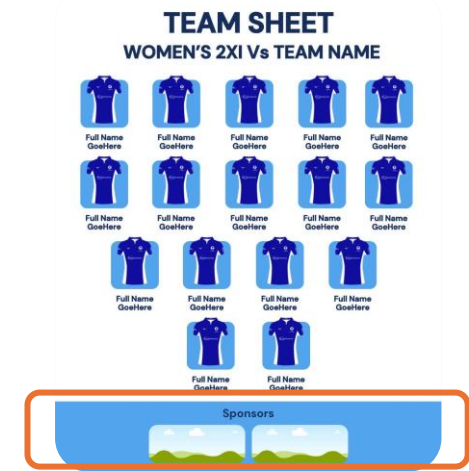 TEAM SHEET
WOMEN'S 2XI Vs TEAM NAME
Full Name Full Name Full Name Full Name Full Name
GoeHere GoeHere GoeHere GoeHere GoeHere
Full Name Full Name Full Name Full Name Full Name
GoeHere GoeHere GoeHere GoeHere GoeHere
Full Name Full Name Full Name Full Name
GoeHere GoeHere GoeHere GoeHere
Full Name Full Name
GoeHere GoeHere
Sponsors